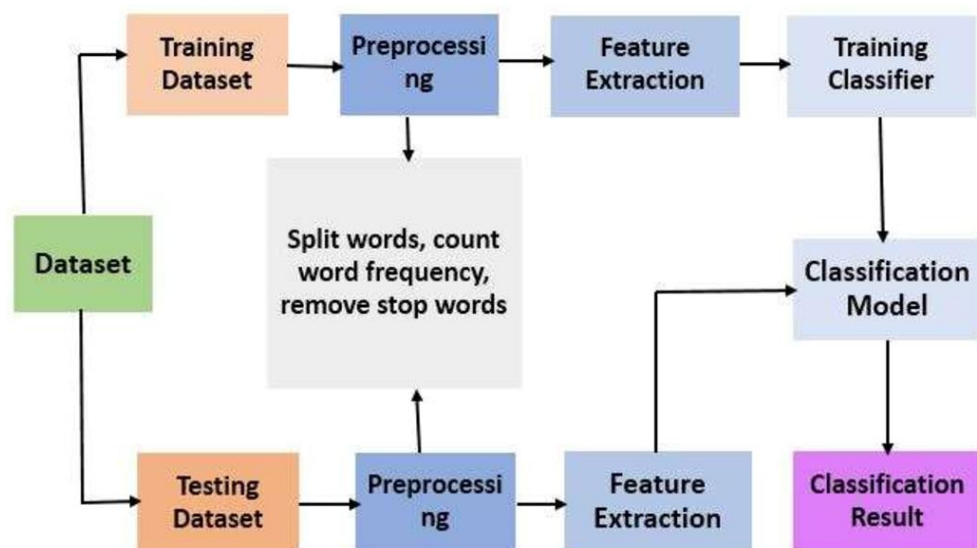 Training
Dataset
Preprocessi
ng
Feature
Extraction
Training
Classifier
Dataset
Split words, count
word frequency,
remove stop words
Classification
Model
Testing
Dataset
Preprocessi
ng
Feature
Extraction
Classification
Result